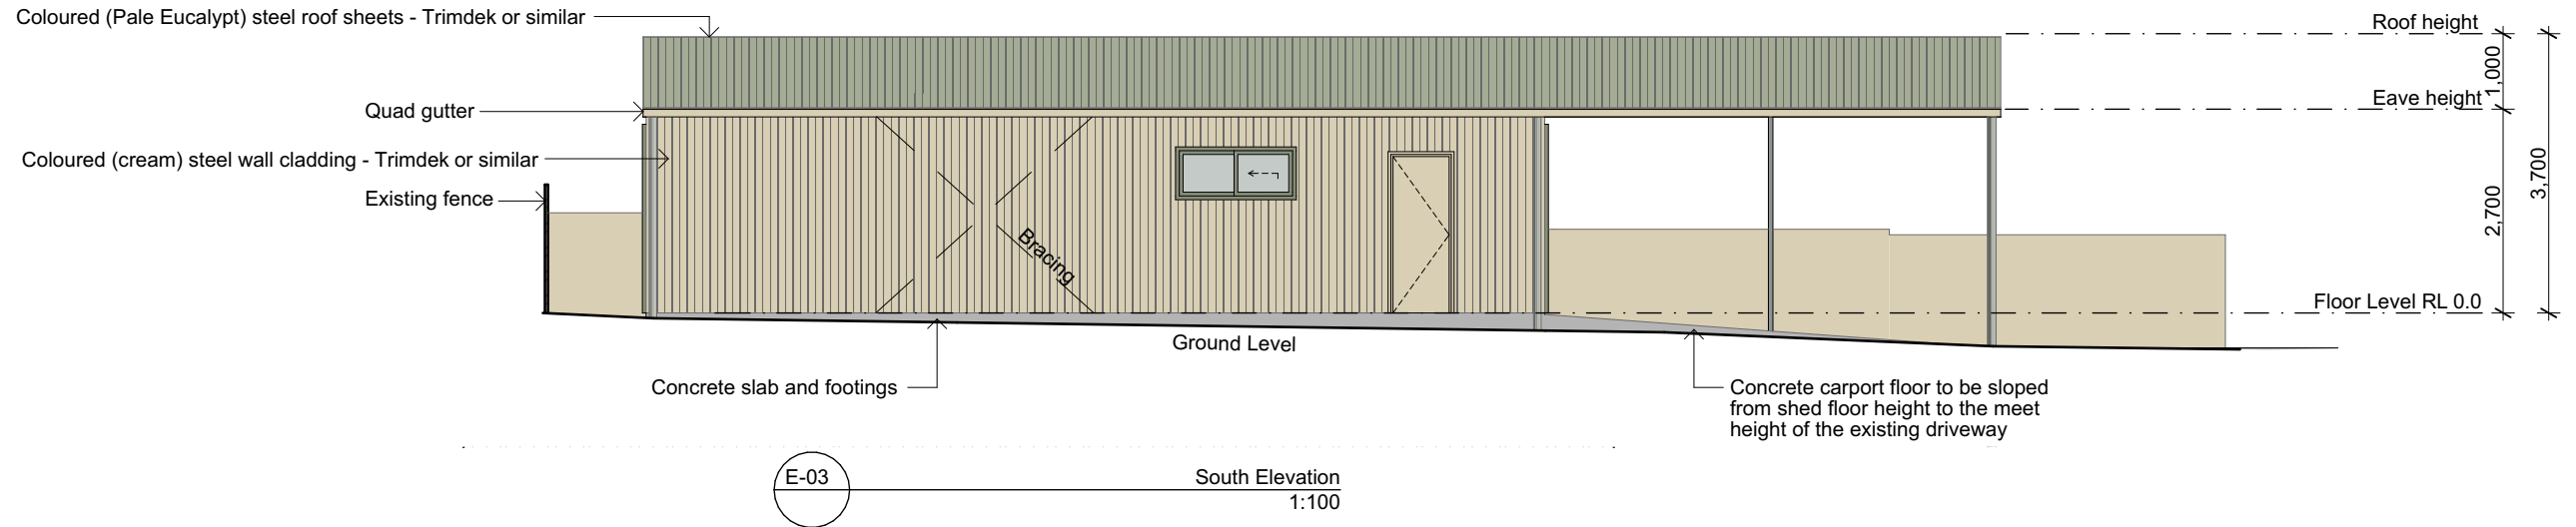 Coloured (Pale Eucalypt) steel roof sheets - Trimdek or similar
Roof height
1,000
Quad gutter
Eave height
Coloured (cream) steel wall cladding - Trimdek or similar
3,700
Existing fence
2,700
Bracing
Floor Level RL 0.0
Ground Level
Concrete slab and footings
Concrete carport floor to be sloped
from shed floor height to the meet
height of the existing driveway
E-03
South Elevation
1:100